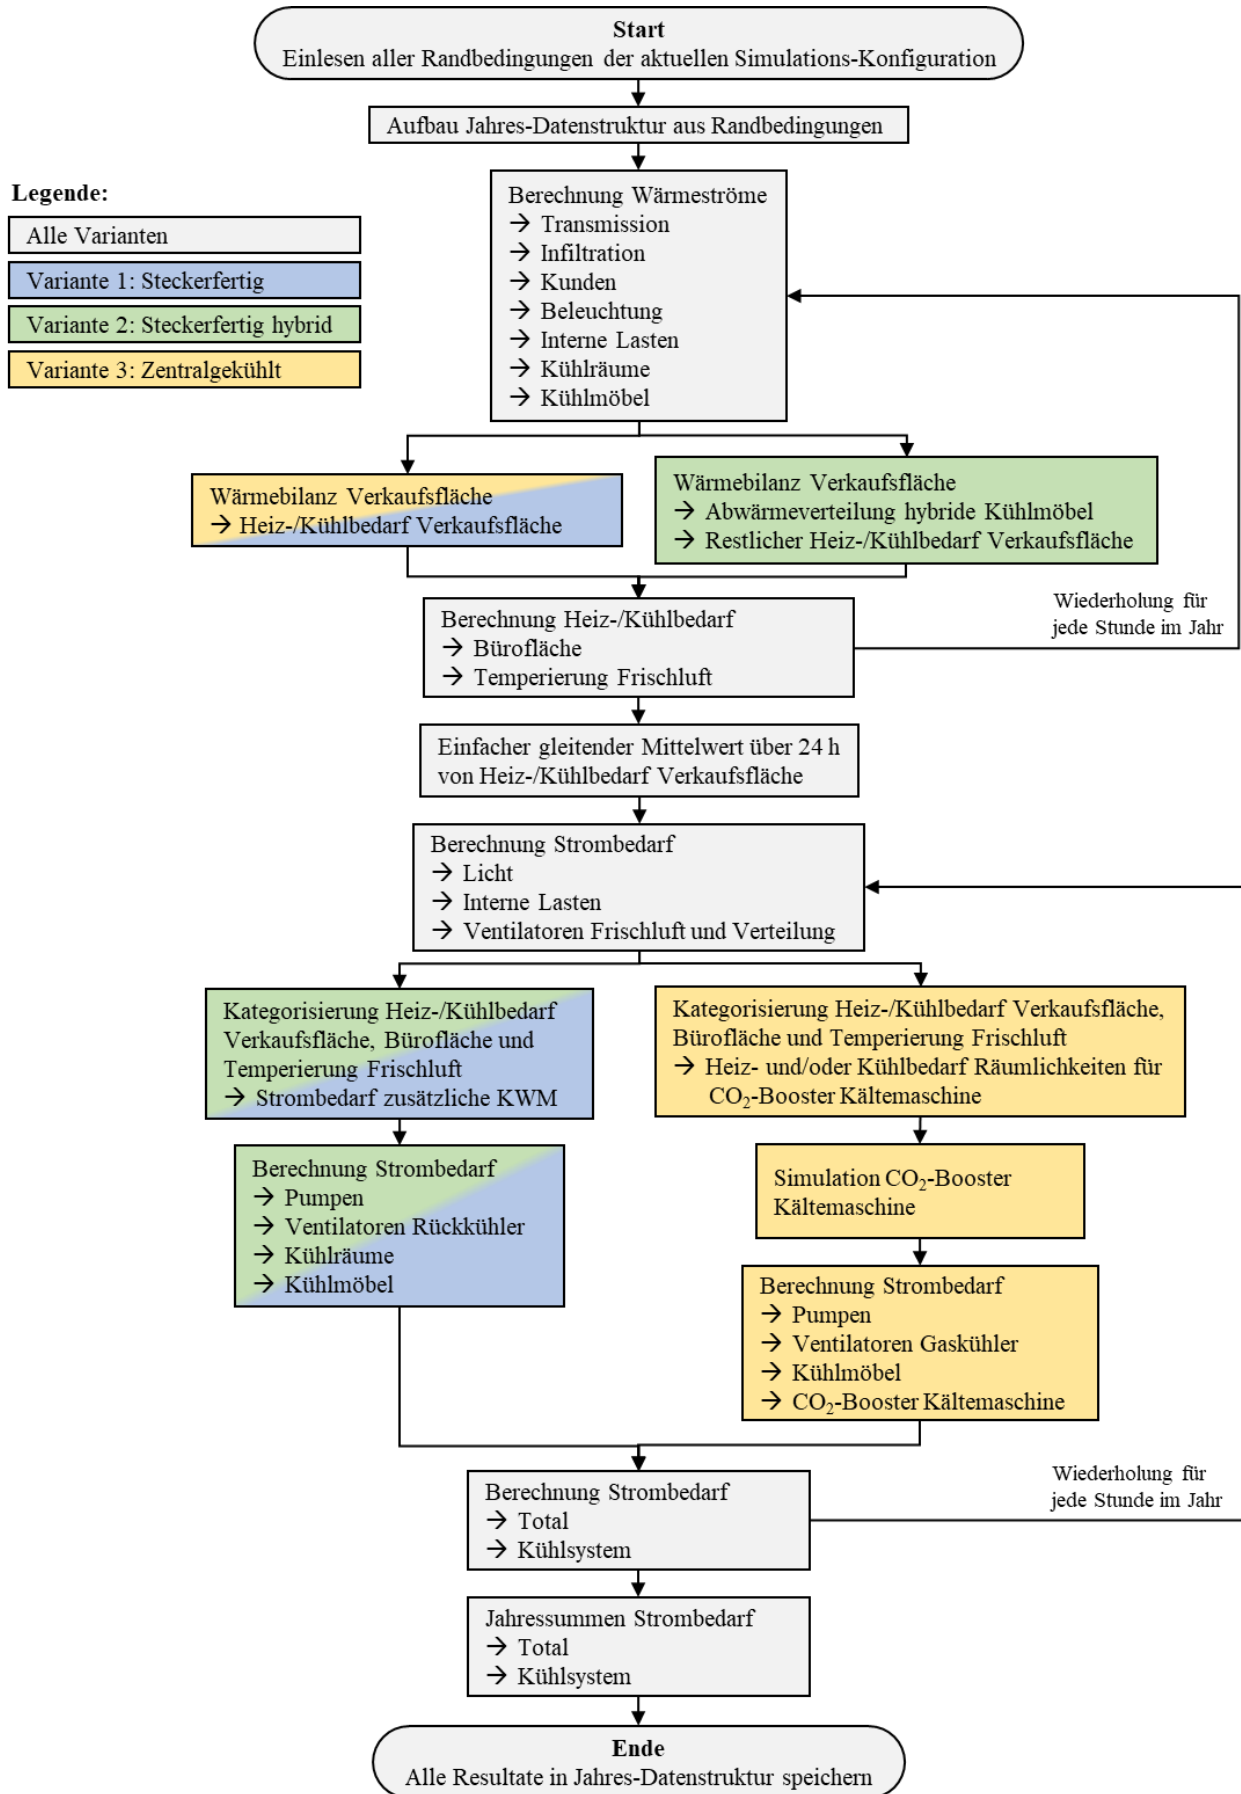 Start
Einlesen aller Randbedingungen der aktuellen Simulations-Konfiguration
Aufbau Jahres-Datenstruktur aus Randbedingungen
Legende:
Alle Varianten
Variante 1: Steckerfertig
Variante 2: Steckerfertig hybrid
Variante 3: Zentralgekühlt
Berechnung Wärmeströme
→ Transmission
→ Infiltration
→ Kunden
→ Beleuchtung
→ Interne Lasten
→ Kühlräume
→ Kühlmöbel
Wärmebilanz Verkaufsfläche
→ Heiz-/Kühlbedarf Verkaufsfläche
Wärmebilanz Verkaufsfläche
→ Abwärmeverteilung hybride Kühlmöbel
→ Restlicher Heiz-/Kühlbedarf Verkaufsfläche
Berechnung Heiz-/Kühlbedarf
→ Bürofläche
→ Temperierung Frischluft
Wiederholung für
jede Stunde im Jahr
Einfacher gleitender Mittelwert über 24 h
von Heiz-/Kühlbedarf Verkaufsfläche
Berechnung Strombedarf
→ Licht
→ Interne Lasten
→ Ventilatoren Frischluft und Verteilung
Kategorisierung Heiz-/Kühlbedarf
Verkaufsfläche, Bürofläche und
Temperierung Frischluft
→ Strombedarf zusätzliche KWM
Berechnung Strombedarf
→ Pumpen
→ Ventilatoren Rückkühler
→ Kühlräume
→ Kühlmöbel
Kategorisierung Heiz-/Kühlbedarf Verkaufsfläche,
Bürofläche und Temperierung Frischluft
→ Heiz- und/oder Kühlbedarf Räumlichkeiten für
CO₂-Booster Kältemaschine
Simulation CO₂-Booster
Kältemaschine
Berechnung Strombedarf
→ Pumpen
→ Ventilatoren Gaskühler
→ Kühlmöbel
→ CO₂-Booster Kältemaschine
Berechnung Strombedarf
→ Total
→ Kühlsystem
Wiederholung für
jede Stunde im Jahr
Jahressummen Strombedarf
→ Total
→ Kühlsystem
Ende
Alle Resultate in Jahres-Datenstruktur speichern